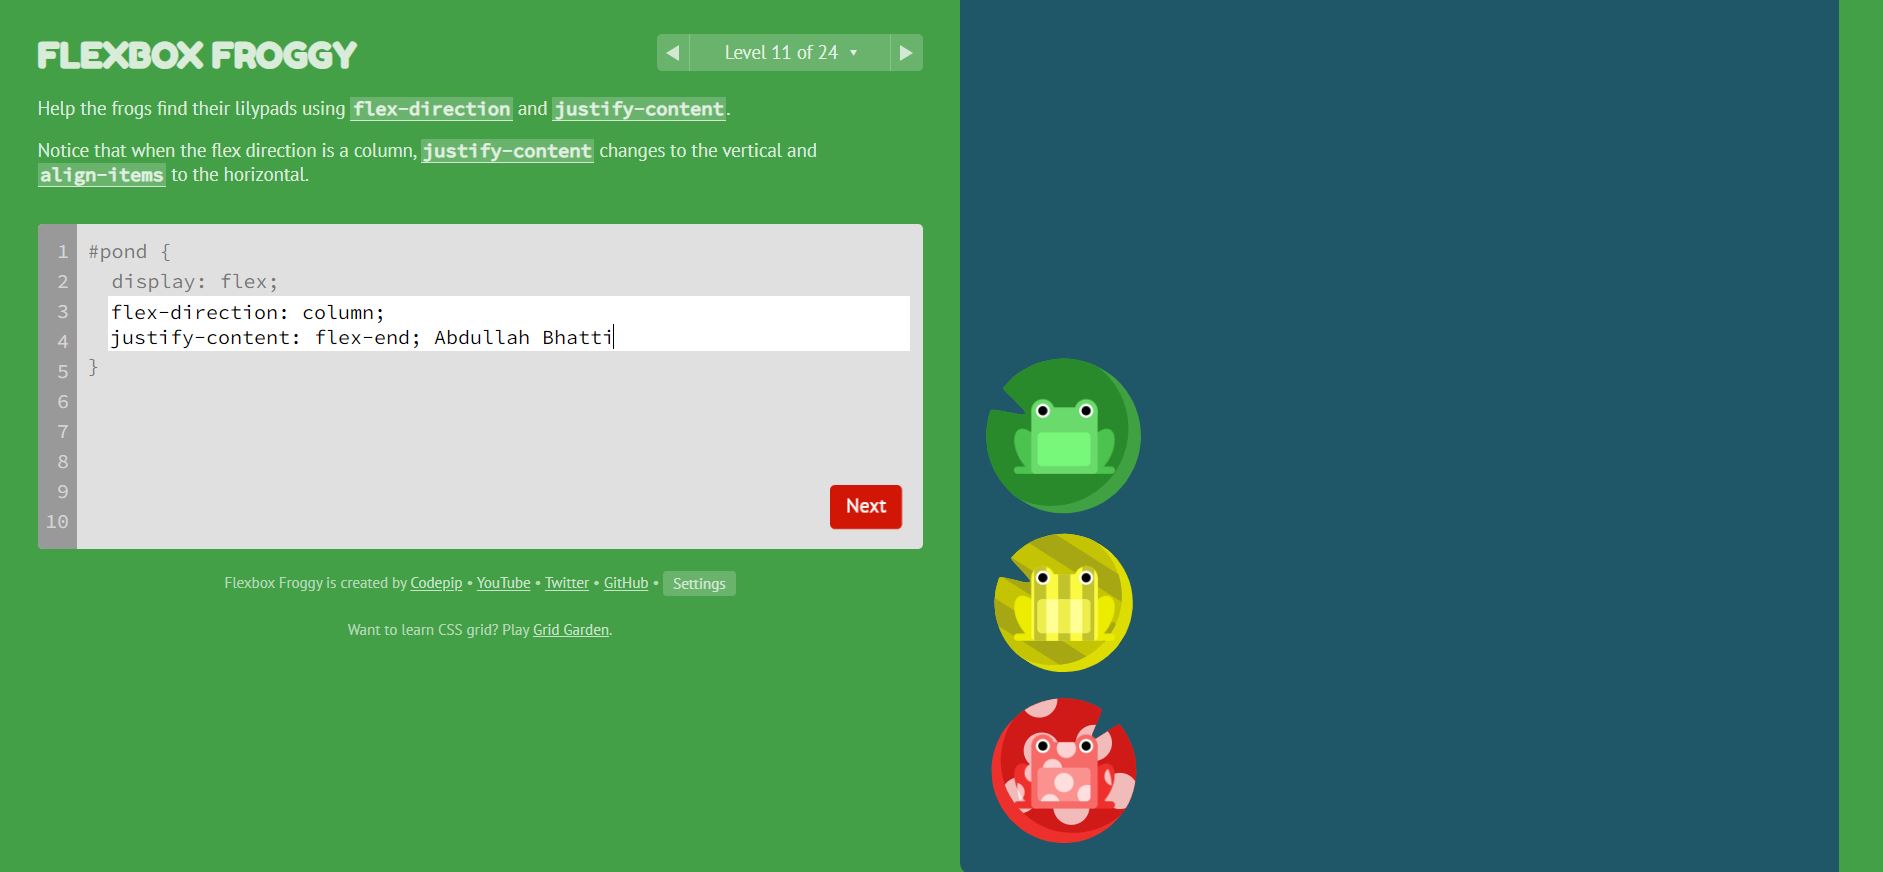 FLEXBOX FROGGY
◀ Level 11 of 24 ▼ ▶
Help the frogs find their lilypads using flex-direction and justify-content.
Notice that when the flex direction is a column, justify-content changes to the vertical and
align-items to the horizontal.
1 #pond {
2 display: flex;
3 flex-direction: column;
4 justify-content: flex-end; Abdullah Bhatti
5 }
6
7
8
9
10
Next
Flexbox Froggy is created by Codepip • YouTube • Twitter • GitHub • Settings
Want to learn CSS grid? Play Grid Garden.